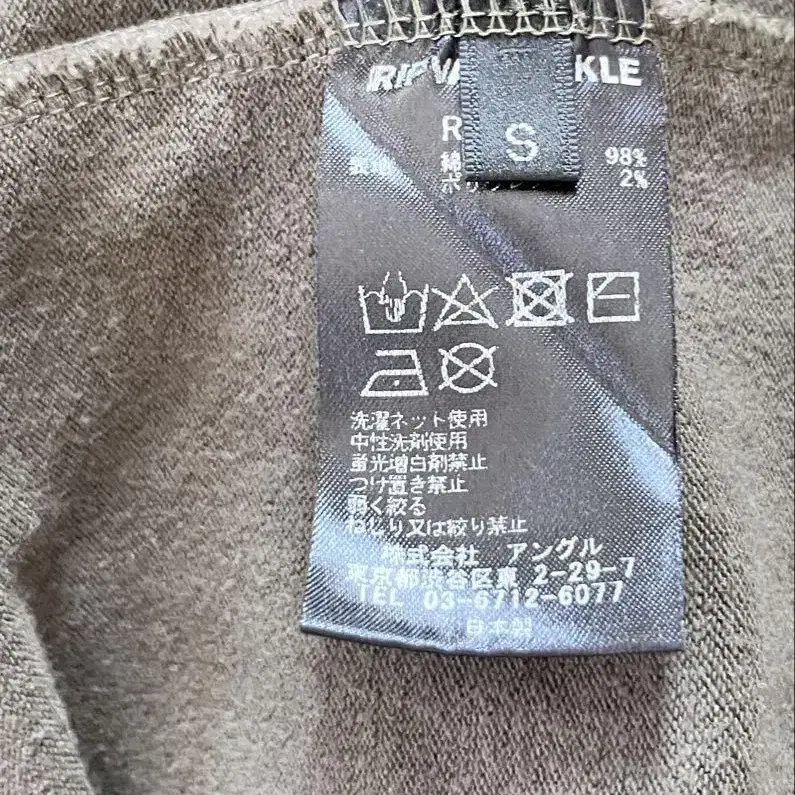 KLE
S
98%
2%
洗濯ネット使用
中性洗剤使用
蛍光増白剤禁止
つけ置き禁止
弱く絞る
ねじり又は絞り禁止
株式会社 アングル
東京都渋谷区東 2-29-7
TEL 03-6712-6077
日本製